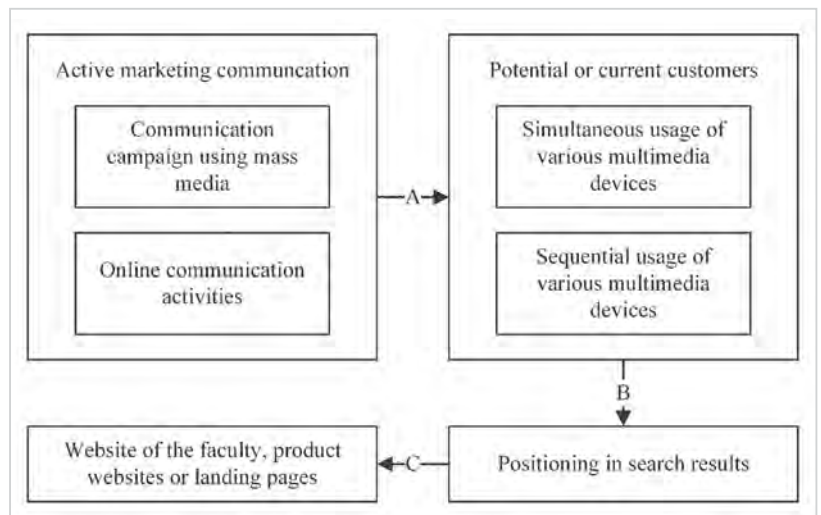 Active marketing communcation
Communication
campaign using mass
media
Online communication
activities
A
Potential or current customers
Simultaneous usage of
various multimedia
devices
Sequential usage of
various multimedia
devices
B
Positioning in search results
C
Website of the faculty, product
websites or landing pages